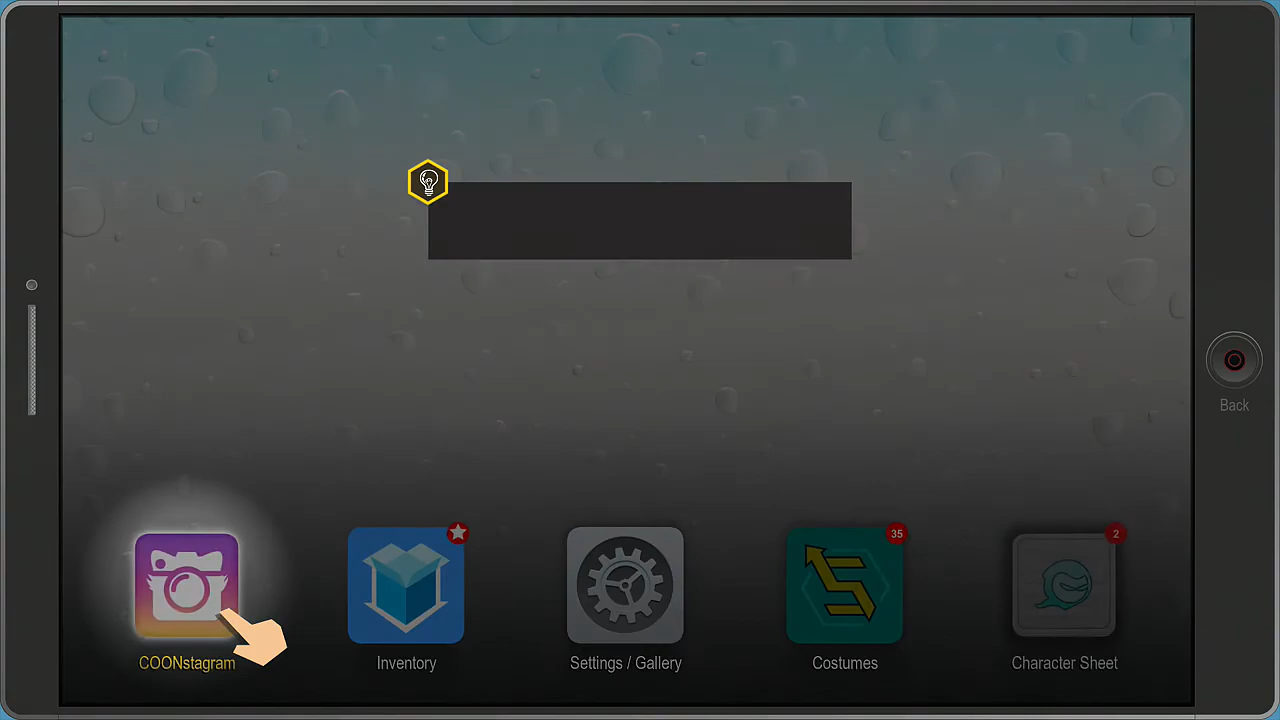 Back
35
2
COONstagram
Inventory
Settings / Gallery
Costumes
Character Sheet